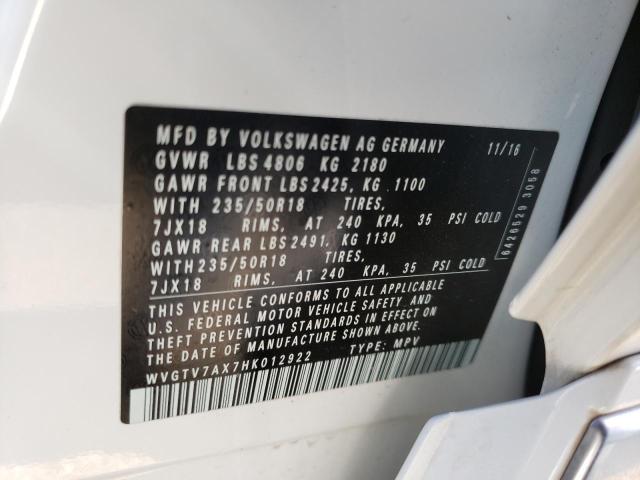 MFD BY VOLKSWAGEN AG GERMANY 11/16
GVWR LBS 4806 KG 2180
GAWR FRONT LBS 2425, KG 1100
WITH 235/50R18 TIRES,
7JX18 RIMS, AT 240 KPA, 35 PSI COLD
GAWR REAR LBS 2491, KG 1130
WITH 235/50R18 TIRES,
7JX18 RIMS, AT 240 KPA, 35 PSI COLD
THIS VEHICLE CONFORMS TO ALL APPLICABLE
U.S. FEDERAL MOTOR VEHICLE SAFETY AND
THEFT PREVENTION STANDARDS IN EFFECT ON
THE DATE OF MANUFACTURE SHOWN ABOVE.
WVGTV7AX7HK012922 TYPE: MPV
6426529 3058